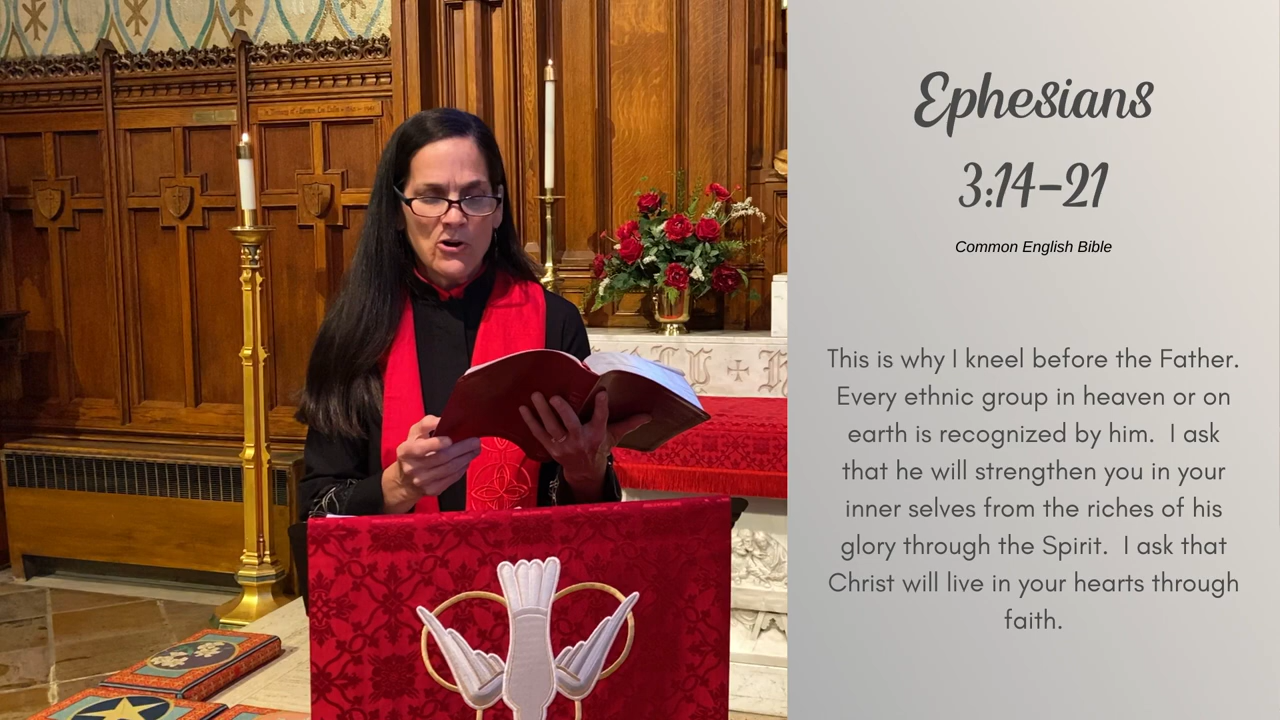 Ephesians
3:14-21
Common English Bible
This is why I kneel before the Father.
Every ethnic group in heaven or on
earth is recognized by him.  I ask
that he will strengthen you in your
inner selves from the riches of his
glory through the Spirit.  I ask that
Christ will live in your hearts through
faith.